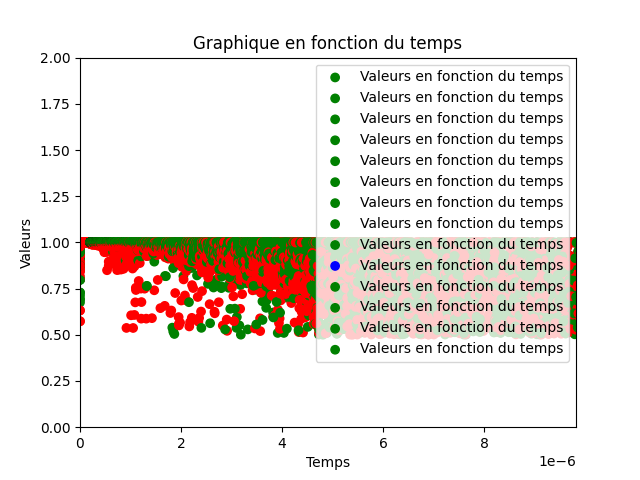 Graphique en fonction du temps
2.00
1.75
1.50
1.25
1.00
0.75
0.50
0.25
0.00
Valeurs
Valeurs en fonction du temps
Valeurs en fonction du temps
Valeurs en fonction du temps
Valeurs en fonction du temps
Valeurs en fonction du temps
Valeurs en fonction du temps
Valeurs en fonction du temps
Valeurs en fonction du temps
Valeurs en fonction du temps
Valeurs en fonction du temps
Valeurs en fonction du temps
Valeurs en fonction du temps
Valeurs en fonction du temps
Valeurs en fonction du temps
0 2 4 6 8
1e−6
Temps